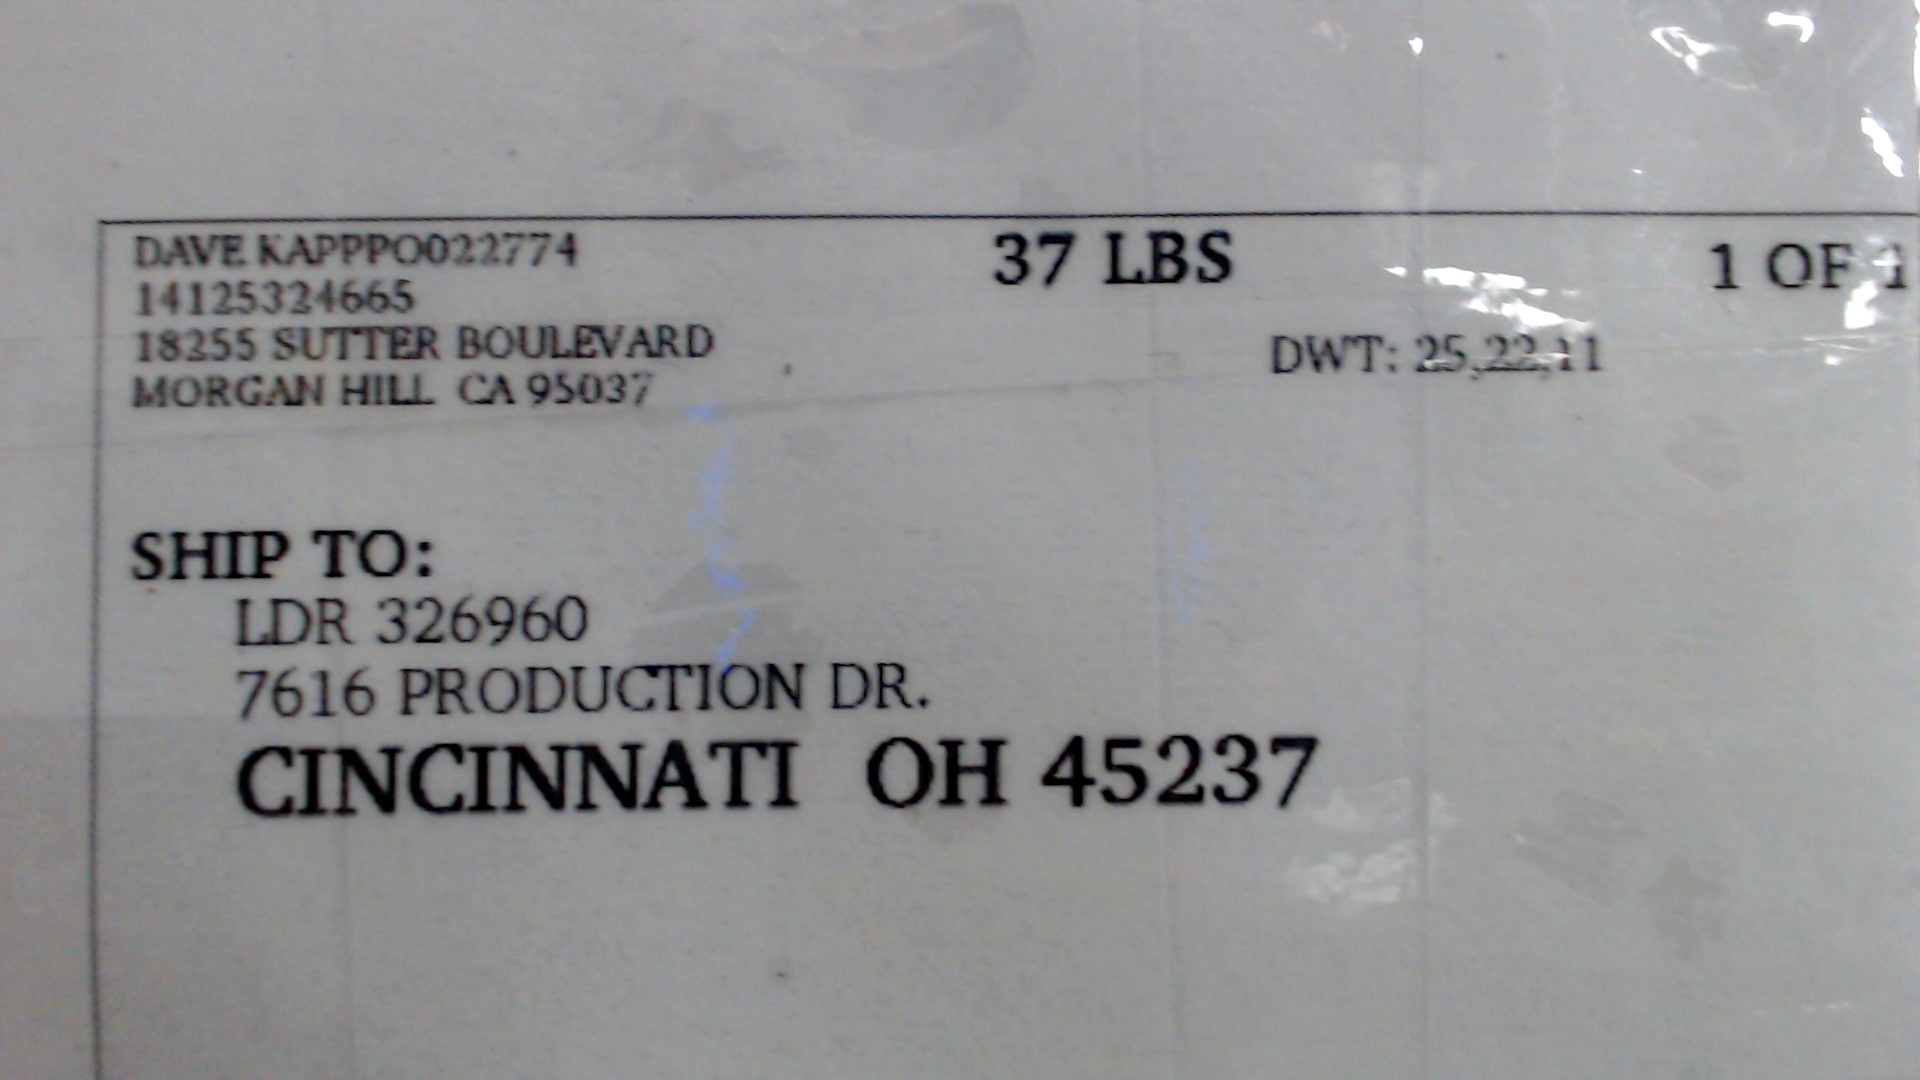 DAVE KAPPPO022774
14125324665
18255 SUTTER BOULEVARD
MORGAN HILL CA 95037
37 LBS
1 OF 1
DWT: 25,22,11
SHIP TO:
LDR 326960
7616 PRODUCTION DR.
CINCINNATI OH 45237